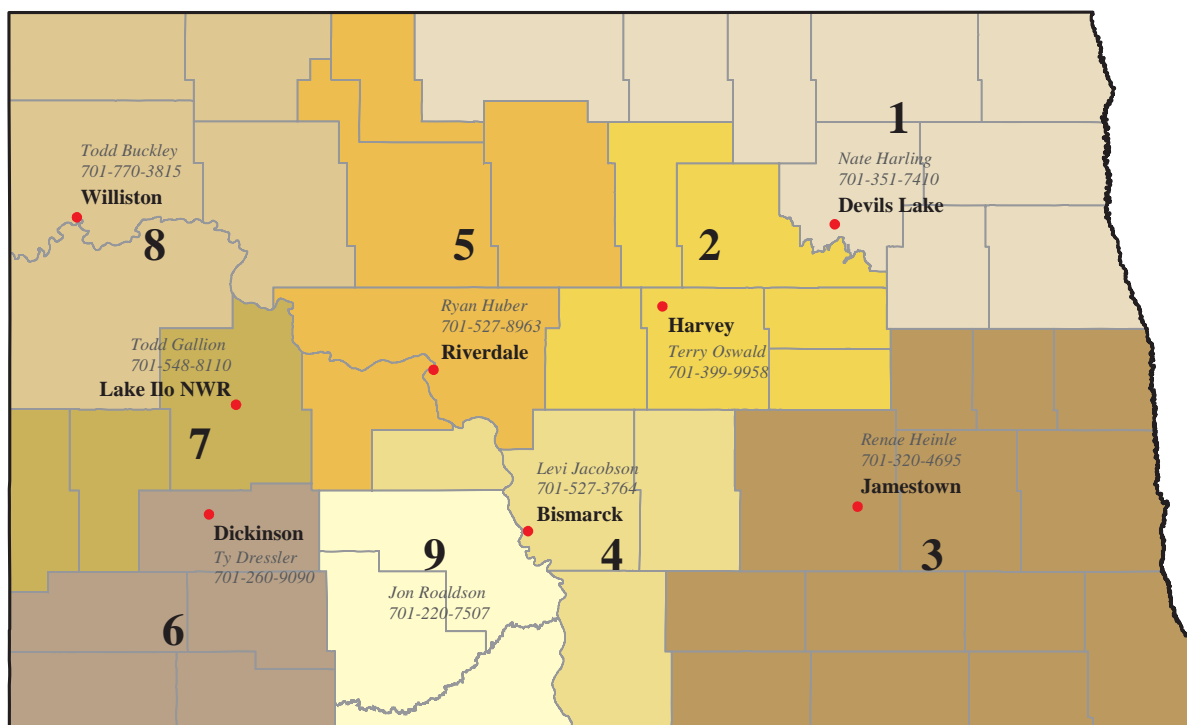 1
Nate Harling
701-351-7410
Devils Lake
Todd Buckley
701-770-3815
Williston
8
5
2
Ryan Huber
701-527-8963
Riverdale
Harvey
Terry Oswald
701-399-9958
Todd Gallion
701-548-8110
Lake Ilo NWR
7
Renae Heinle
701-320-4695
Jamestown
3
Levi Jacobson
701-527-3764
Bismarck
4
Dickinson
Ty Dressler
701-260-9090
6
9
Jon Roaldson
701-220-7507